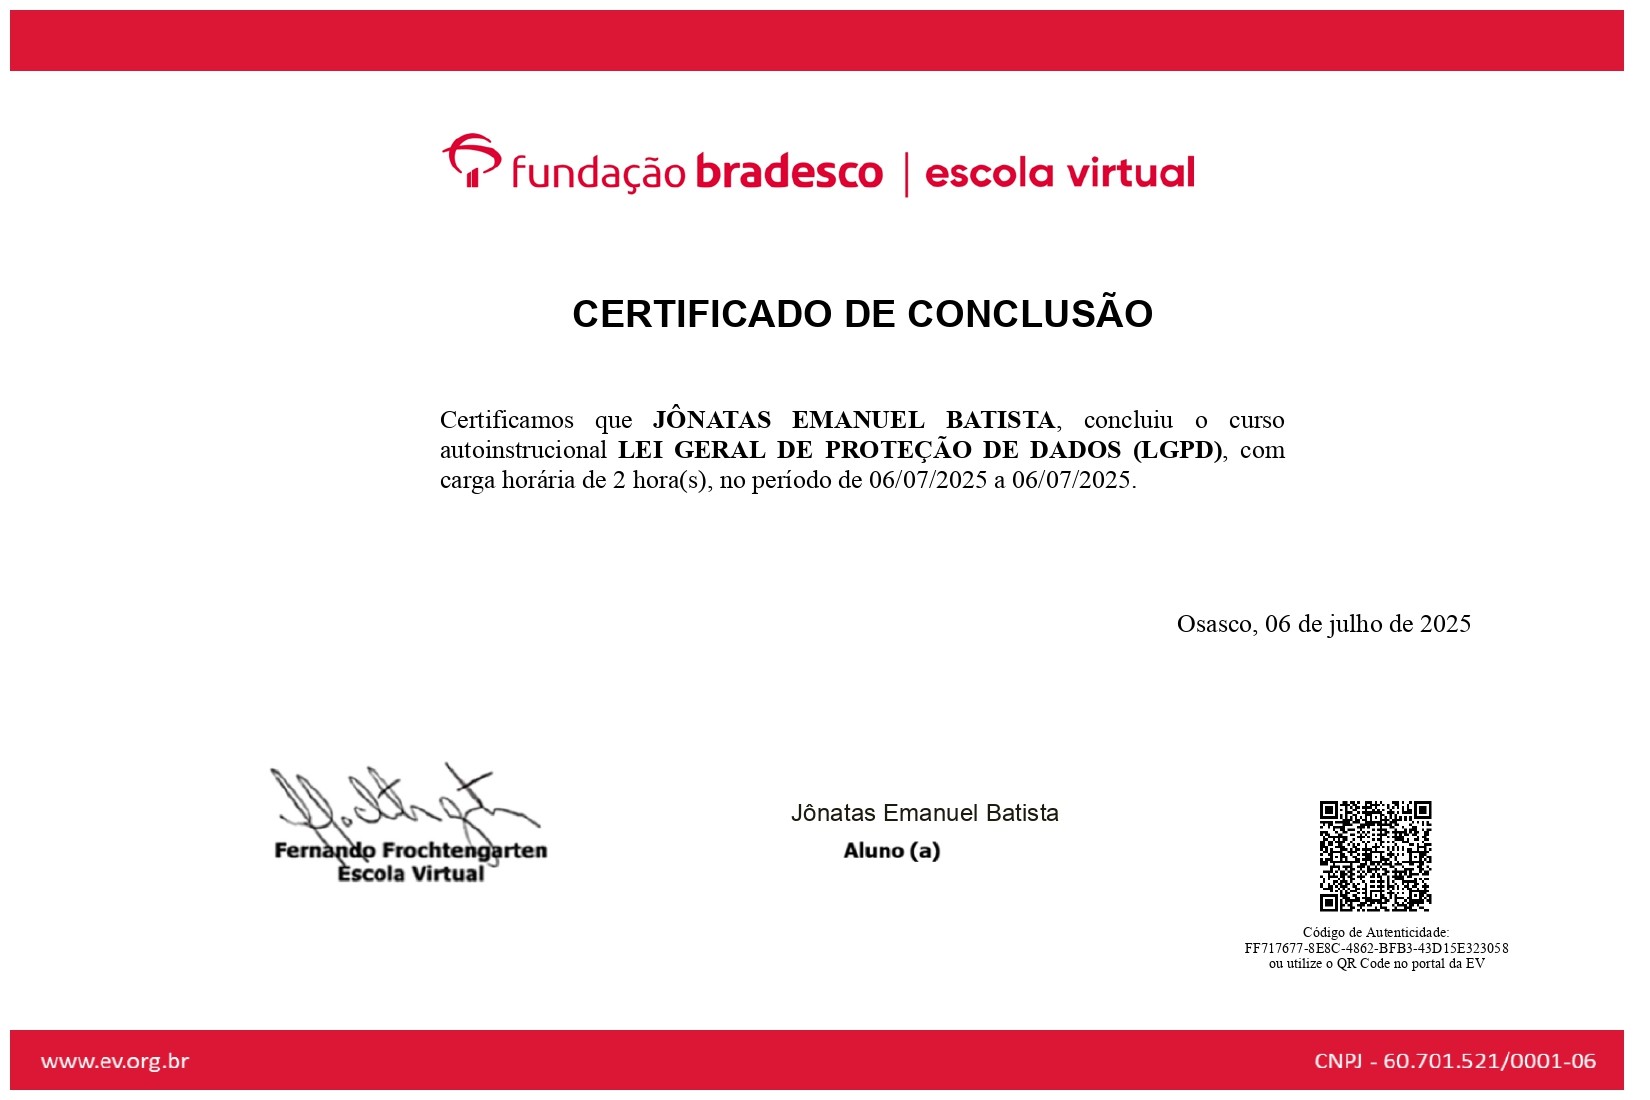 fundação bradesco | escola virtual
CERTIFICADO DE CONCLUSÃO
Certificamos que JÔNATAS EMANUEL BATISTA, concluiu o curso
autoinstrucional LEI GERAL DE PROTEÇÃO DE DADOS (LGPD), com
carga horária de 2 hora(s), no período de 06/07/2025 a 06/07/2025.
Osasco, 06 de julho de 2025
Fernando Frochtengarten
Escola Virtual
Jônatas Emanuel Batista
Aluno (a)
Código de Autenticidade:
FF717677-8E8C-4862-BFB3-43D15E323058
ou utilize o QR Code no portal da EV
www.ev.org.br
CNPJ - 60.701.521/0001-06